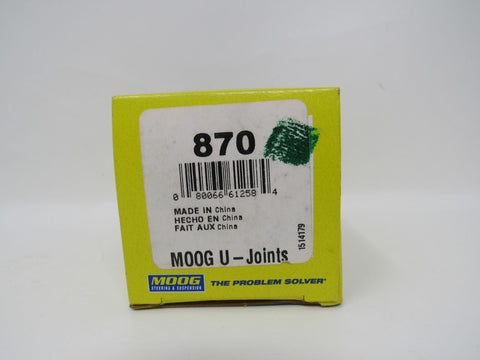 870
0 80066 61258 4
MADE IN China
HECHO EN China
FAIT AUX China
1514179
MOOG U-Joints
MOOG
STEERING & SUSPENSION
THE PROBLEM SOLVER®